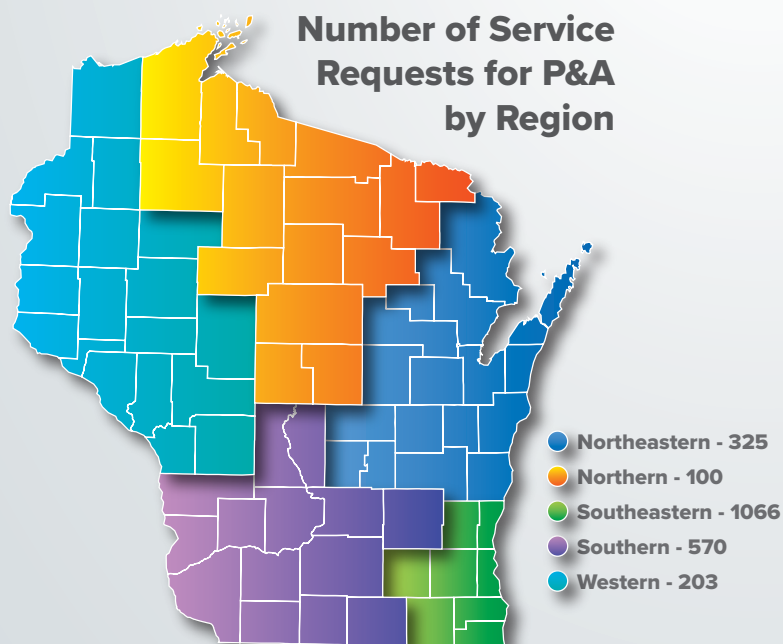 Number of Service
Requests for P&A
by Region
Northeastern - 325
Northern - 100
Southeastern - 1066
Southern - 570
Western - 203